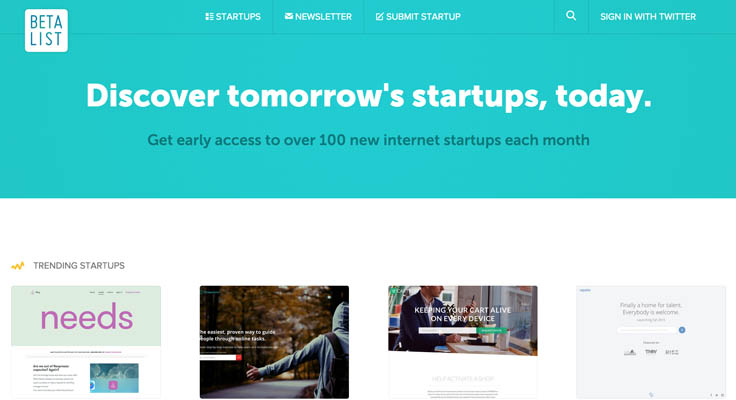 BETA
LIST
STARTUPS
NEWSLETTER
SUBMIT STARTUP
SIGN IN WITH TWITTER
Discover tomorrow's startups, today.
Get early access to over 100 new internet startups each month
TRENDING STARTUPS
needs
he easiest, proven way to guide
eople through online tasks.
KEEPING YOUR CART ALIVE
ON EVERY DEVICE
HELP ACTIVATE A SHOP
Finally a home for talent.
Everybody is welcome.